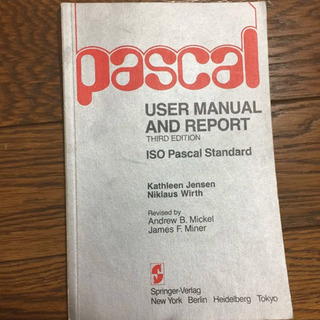 pascal
USER MANUAL
AND REPORT
THIRD EDITION
ISO Pascal Standard
Kathleen Jensen
Niklaus Wirth
Revised by
Andrew B. Mickel
James F. Miner
Springer-Verlag
New York Berlin Heidelberg Tokyo